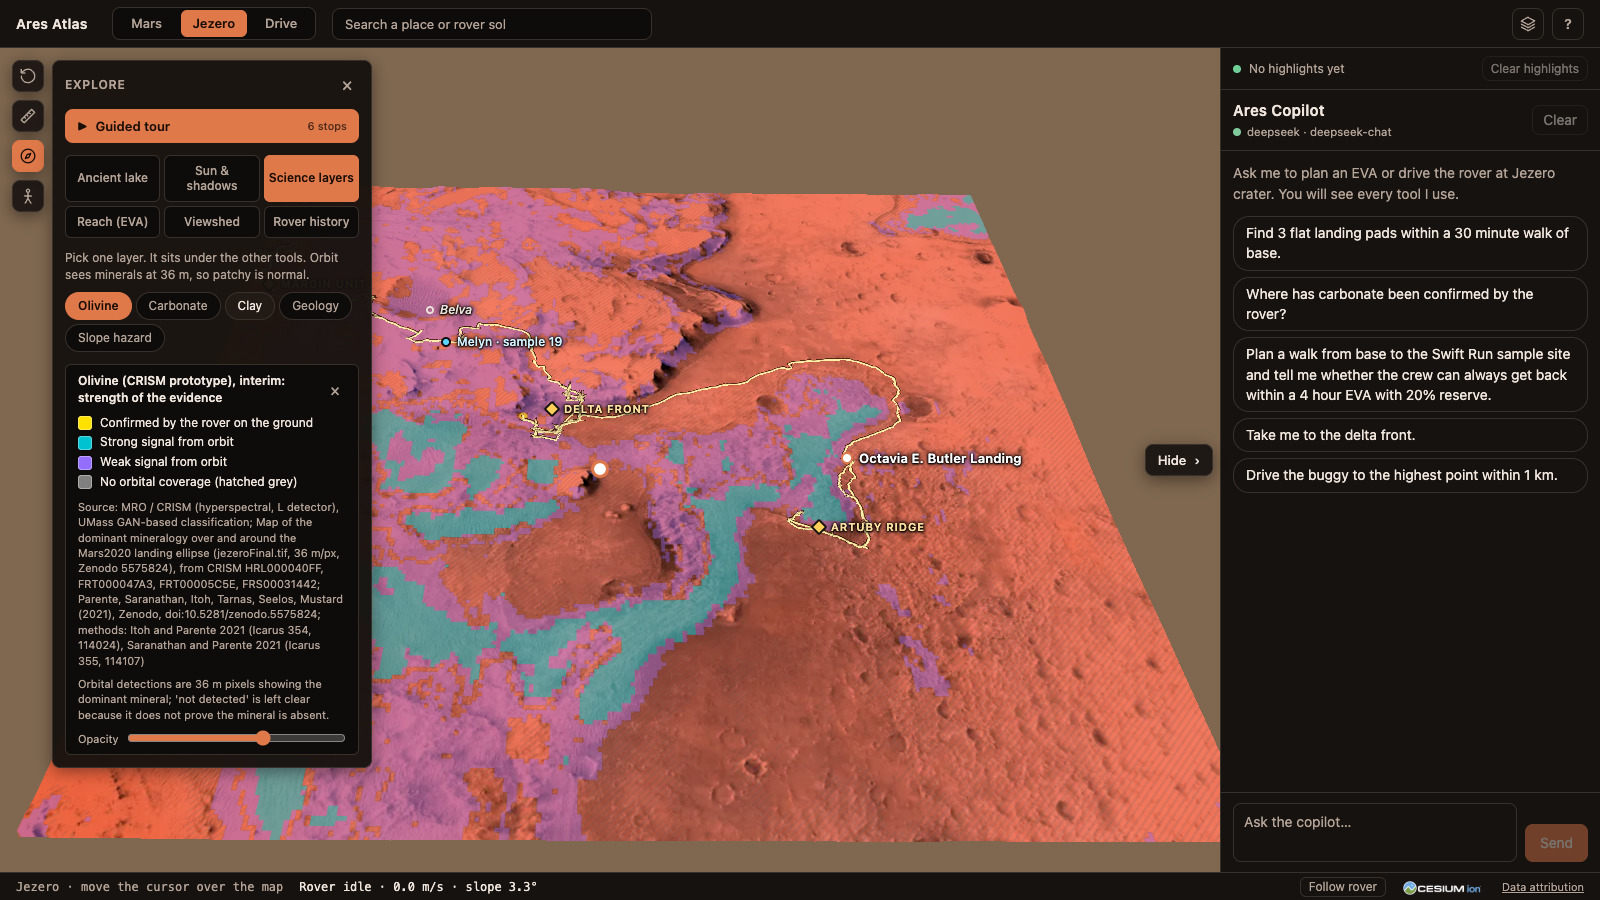 Ares Atlas
Mars
Jezero
Drive
Search a place or rover sol
?
EXPLORE
Guided tour
6 stops
Ancient lake
Sun &
shadows
Science layers
Reach (EVA)
Viewshed
Rover history
Pick one layer. It sits under the other tools. Orbit
sees minerals at 36 m, so patchy is normal.
Olivine
Carbonate
Clay
Geology
Slope hazard
Olivine (CRISM prototype), interim:
strength of the evidence
Confirmed by the rover on the ground
Strong signal from orbit
Weak signal from orbit
No orbital coverage (hatched grey)
Source: MRO / CRISM (hyperspectral, L detector),
UMass GAN-based classification; Map of the
dominant mineralogy over and around the
Mars2020 landing ellipse (jezeroFinal.tif, 36 m/px,
Zenodo 5575824), from CRISM HRL000040FF,
FRT000047A3, FRT00005C5E, FRS00031442;
Parente, Saranathan, Itoh, Tarnas, Seelos, Mustard
(2021), Zenodo, doi:10.5281/zenodo.5575824;
methods: Itoh and Parente 2021 (Icarus 354,
114024), Saranathan and Parente 2021 (Icarus
355, 114107)
Orbital detections are 36 m pixels showing the
dominant mineral; 'not detected' is left clear
because it does not prove the mineral is absent.
Opacity
Belva
Melyn · sample 19
DELTA FRONT
Octavia E. Butler Landing
ARTUBY RIDGE
Hide ›
No highlights yet
Clear highlights
Ares Copilot
deepseek · deepseek-chat
Clear
Ask me to plan an EVA or drive the rover at Jezero
crater. You will see every tool I use.
Find 3 flat landing pads within a 30 minute walk of
base.
Where has carbonate been confirmed by the
rover?
Plan a walk from base to the Swift Run sample site
and tell me whether the crew can always get back
within a 4 hour EVA with 20% reserve.
Take me to the delta front.
Drive the buggy to the highest point within 1 km.
Ask the copilot...
Send
Jezero · move the cursor over the map
Rover idle · 0.0 m/s · slope 3.3°
Follow rover
CESIUM ion
Data attribution